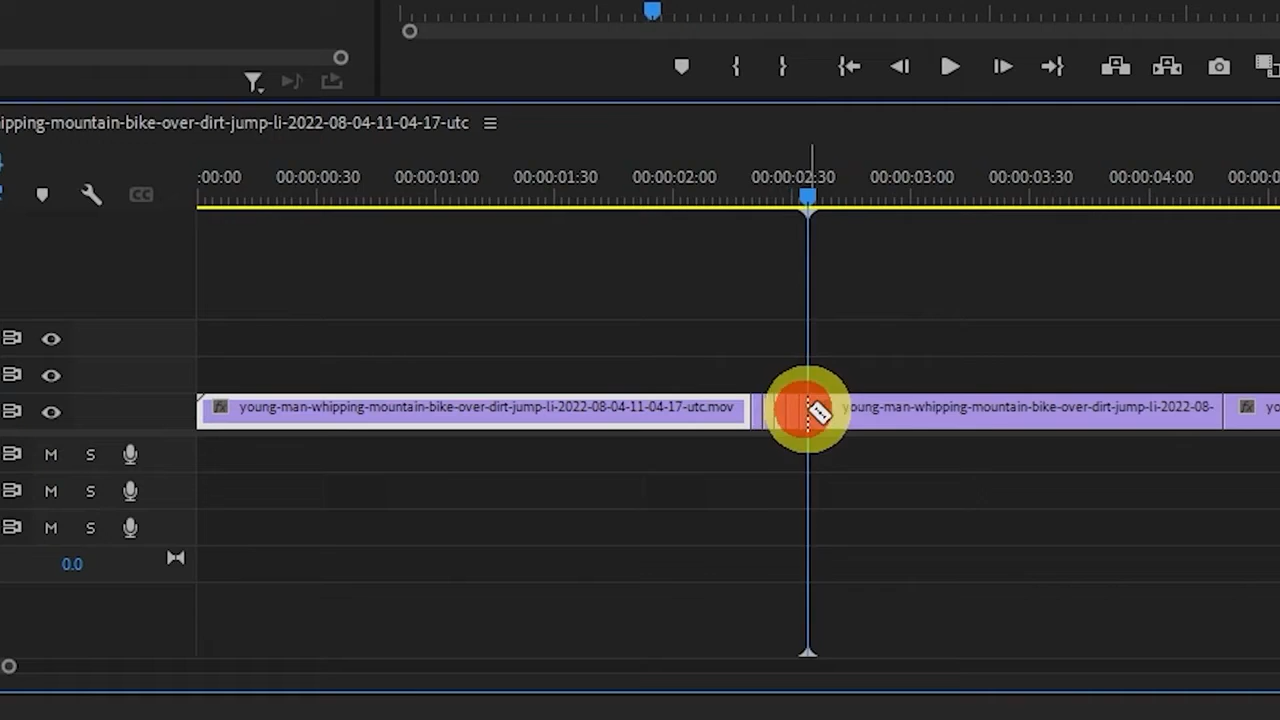 ipping-mountain-bike-over-dirt-jump-li-2022-08-04-11-04-17-utc
:00:00 00:00:00:30 00:00:01:00 00:00:01:30 00:00:02:00 00:00:02:30 00:00:03:00 00:00:03:30 00:00:04:00 00:00:0
CC
fx young-man-whipping-mountain-bike-over-dirt-jump-li-2022-08-04-11-04-17-utc.mov young-man-whipping-mountain-bike-over-dirt-jump-li-2022-08- fx yo
M S
M S
M S
0.0